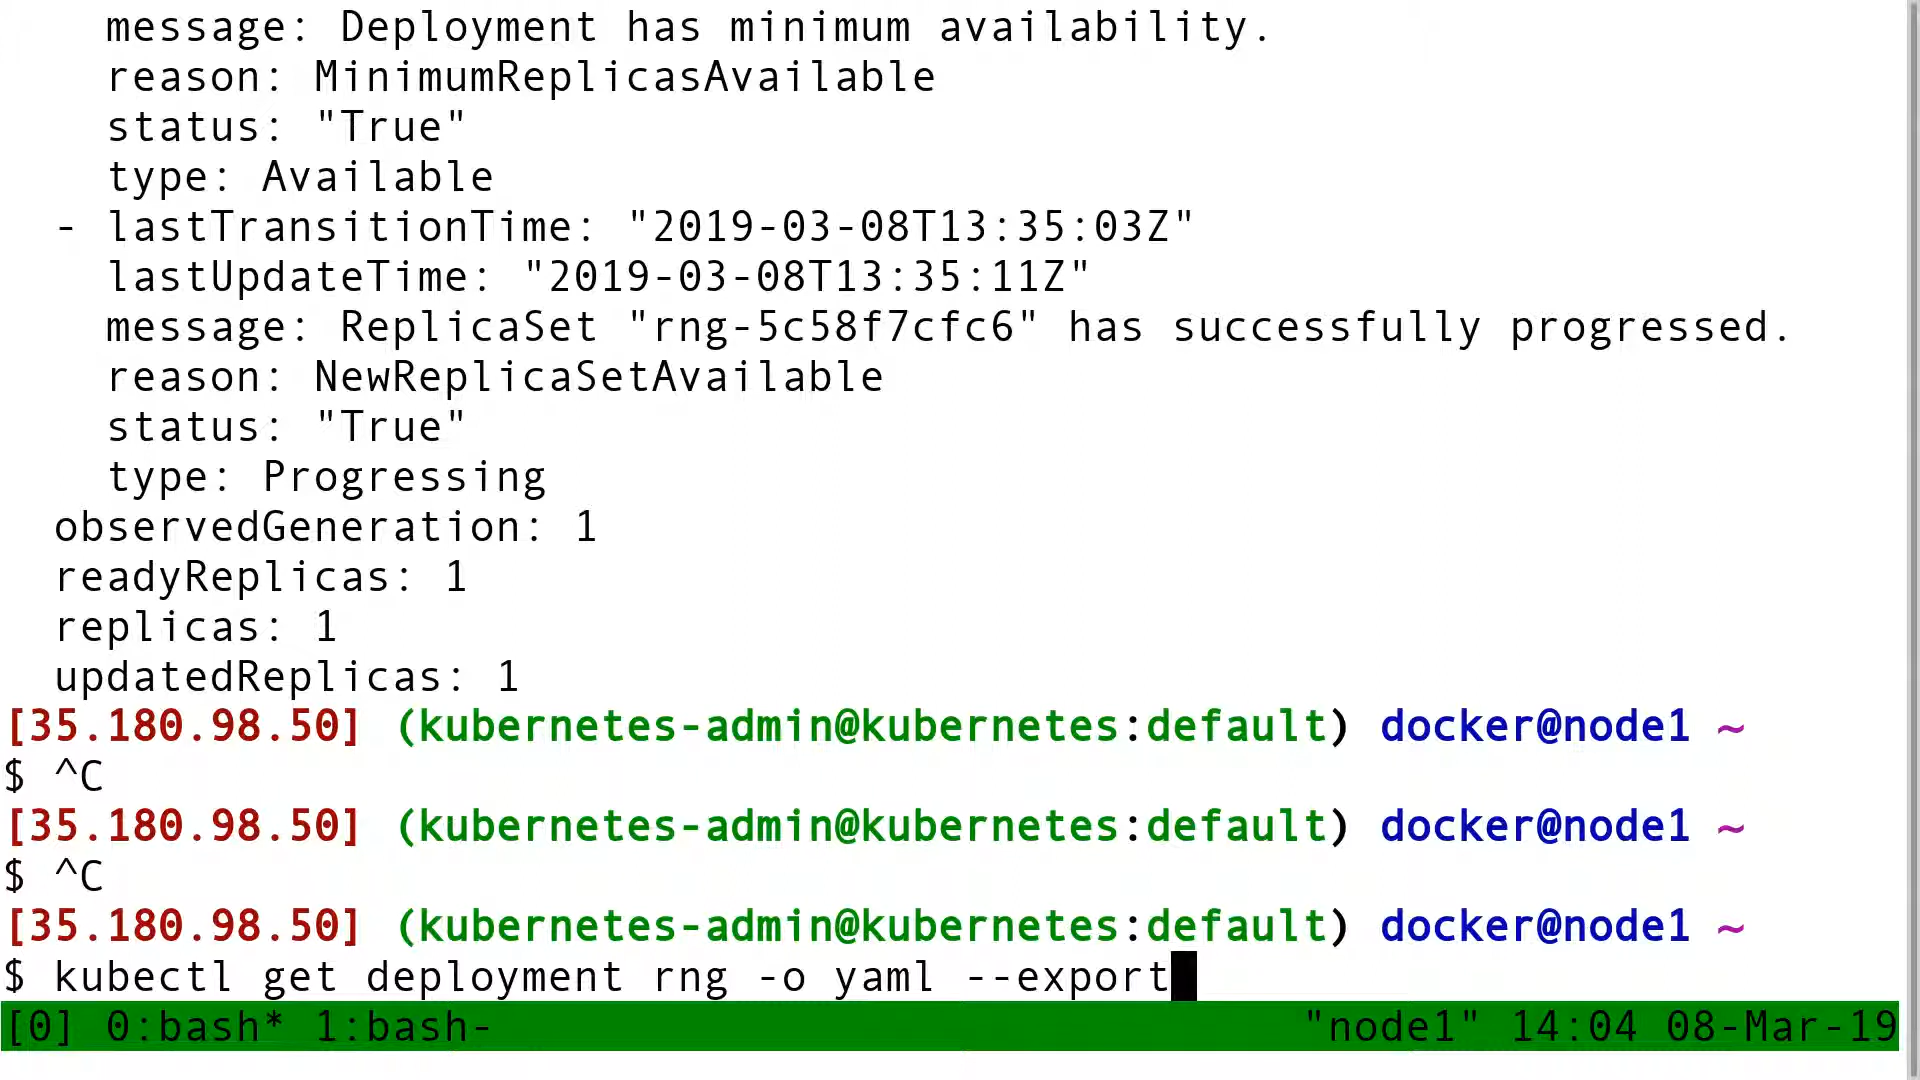 message: Deployment has minimum availability.
reason: MinimumReplicasAvailable
status: "True"
type: Available
- lastTransitionTime: "2019-03-08T13:35:03Z"
lastUpdateTime: "2019-03-08T13:35:11Z"
message: ReplicaSet "rng-5c58f7cfc6" has successfully progressed.
reason: NewReplicaSetAvailable
status: "True"
type: Progressing
observedGeneration: 1
readyReplicas: 1
replicas: 1
updatedReplicas: 1
[35.180.98.50] (kubernetes-admin@kubernetes:default) docker@node1 ~
$ ^C
[35.180.98.50] (kubernetes-admin@kubernetes:default) docker@node1 ~
$ ^C
[35.180.98.50] (kubernetes-admin@kubernetes:default) docker@node1 ~
$ kubectl get deployment rng -o yaml --export
[0] 0:bash* 1:bash- "node1" 14:04 08-Mar-19